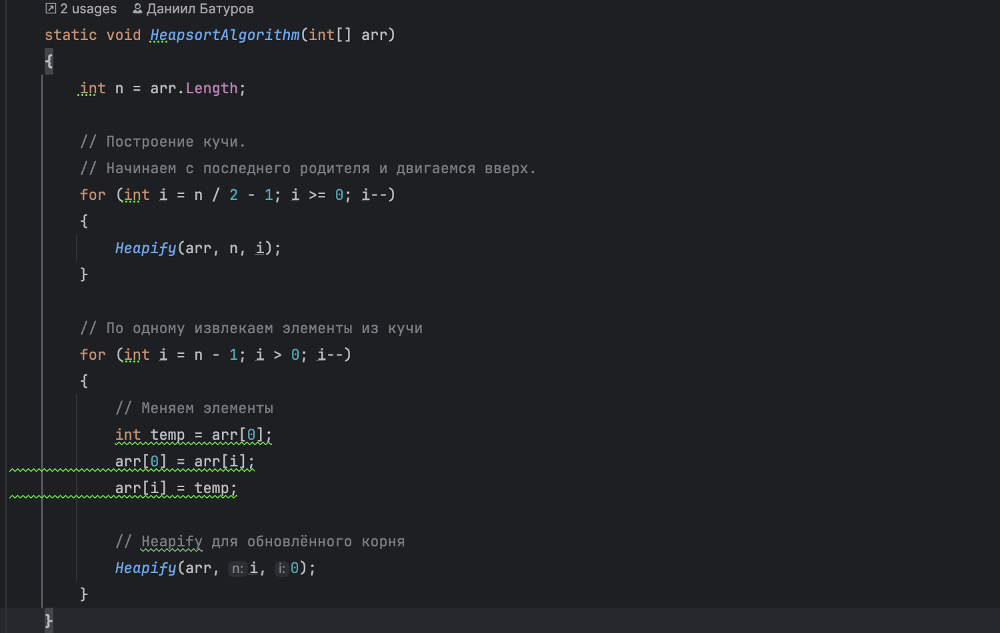 2 usages Даниил Батуров
static void HeapsortAlgorithm(int[] arr)
{
int n = arr.Length;
// Построение кучи.
// Начинаем с последнего родителя и двигаемся вверх.
for (int i = n / 2 - 1; i >= 0; i--)
{
Heapify(arr, n, i);
}
// По одному извлекаем элементы из кучи
for (int i = n - 1; i > 0; i--)
{
// Меняем элементы
int temp = arr[0];
arr[0] = arr[i];
arr[i] = temp;
// Heapify для обновлённого корня
Heapify(arr, n: i, i: 0);
}
}